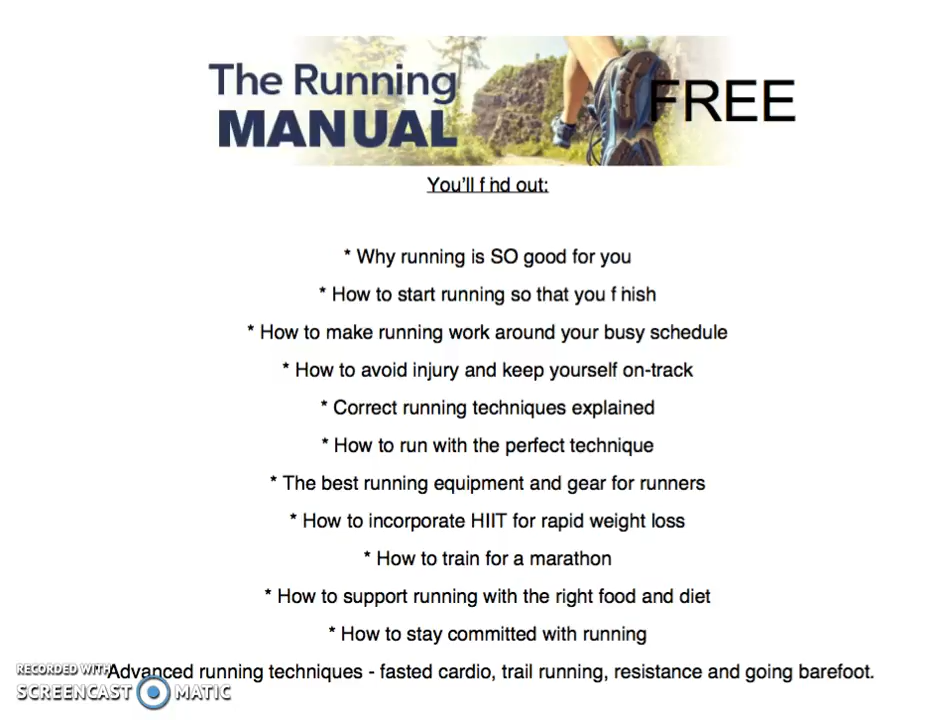 The Running
MANUAL
FREE
You'll find out:
* Why running is SO good for you
* How to start running so that you finish
* How to make running work around your busy schedule
* How to avoid injury and keep yourself on-track
* Correct running techniques explained
* How to run with the perfect technique
* The best running equipment and gear for runners
* How to incorporate HIIT for rapid weight loss
* How to train for a marathon
* How to support running with the right food and diet
* How to stay committed with running
* Advanced running techniques - fasted cardio, trail running, resistance and going barefoot.
RECORDED WITH
SCREENCAST MATIC